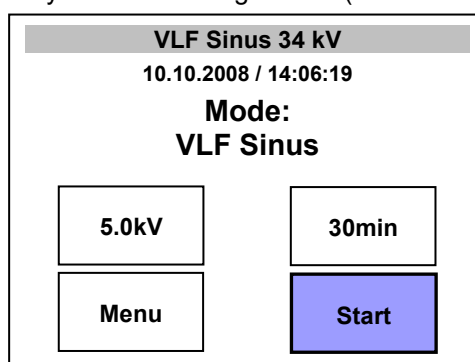 VLF Sinus 34 kV
10.10.2008 / 14:06:19
Mode:
VLF Sinus
5.0kV 30min
Menu Start